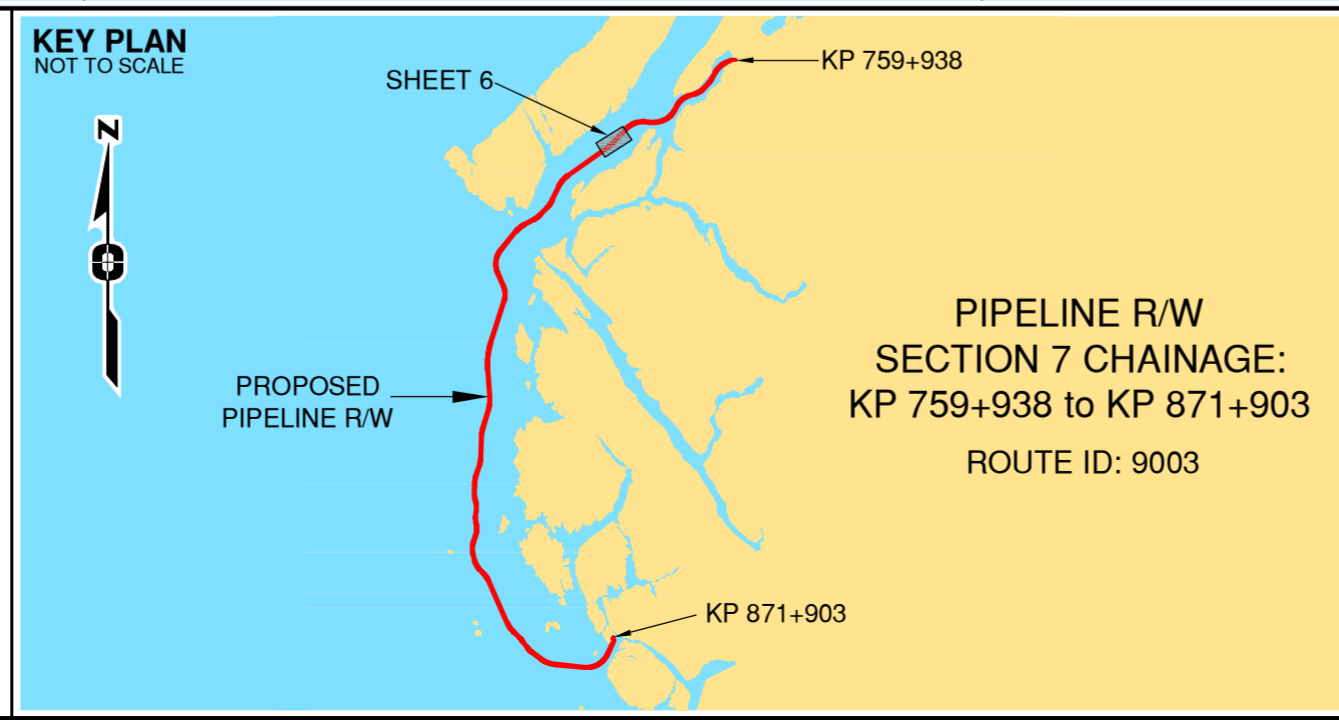 KEY PLAN
NOT TO SCALE
N
SHEET 6
KP 759+938
PROPOSED
PIPELINE R/W
PIPELINE R/W
SECTION 7 CHAINAGE:
KP 759+938 to KP 871+903
ROUTE ID: 9003
KP 871+903